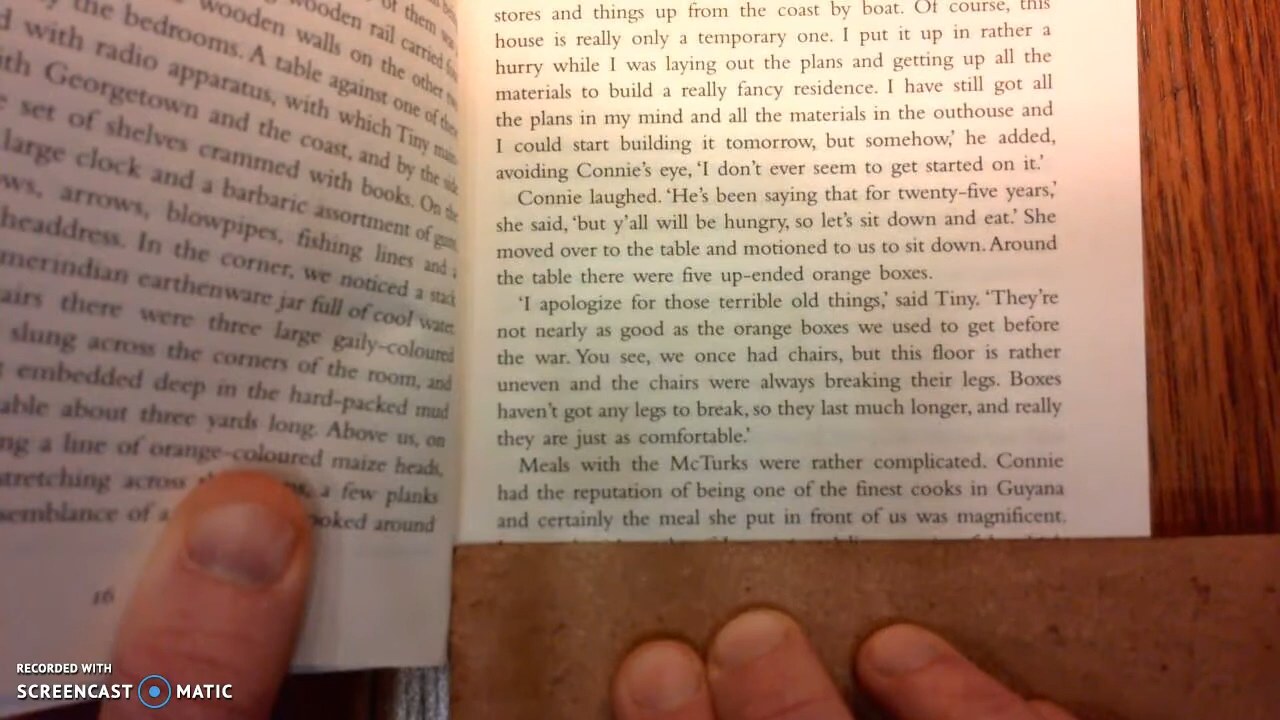 of them was
wooden rail carried
wooden walls on the other
the bedrooms. A table against one of the
with radio apparatus, with which Tiny
Georgetown and the coast, and by the side
set of shelves crammed with books. On the
large clock and a barbaric assortment of
arrows, blowpipes, fishing lines and a
headdress. In the corner, we noticed a
earthenware jar full of cool water.
there were three large gaily-coloured
slung across the corners of the room, and
embedded deep in the hard-packed mud
about three yards long. Above us, on
a line of orange-coloured maize heads,
stretching across a few planks
of a around
16
stores and things up from the coast by boat. Of course, this
house is really only a temporary one. I put it up in rather a
hurry while I was laying out the plans and getting up all the
materials to build a really fancy residence. I have still got all
the plans in my mind and all the materials in the outhouse and
I could start building it tomorrow, but somehow,’ he added,
avoiding Connie’s eye, ‘I don’t ever seem to get started on it.’
Connie laughed. ‘He’s been saying that for twenty-five years,’
she said, ‘but y’all will be hungry, so let’s sit down and eat.’ She
moved over to the table and motioned to us to sit down. Around
the table there were five up-ended orange boxes.
‘I apologize for those terrible old things,’ said Tiny. ‘They’re
not nearly as good as the orange boxes we used to get before
the war. You see, we once had chairs, but this floor is rather
uneven and the chairs were always breaking their legs. Boxes
haven’t got any legs to break, so they last much longer, and really
they are just as comfortable.’
Meals with the McTurks were rather complicated. Connie
had the reputation of being one of the finest cooks in Guyana
and certainly the meal she put in front of us was magnificent.
RECORDED WITH
SCREENCAST MATIC